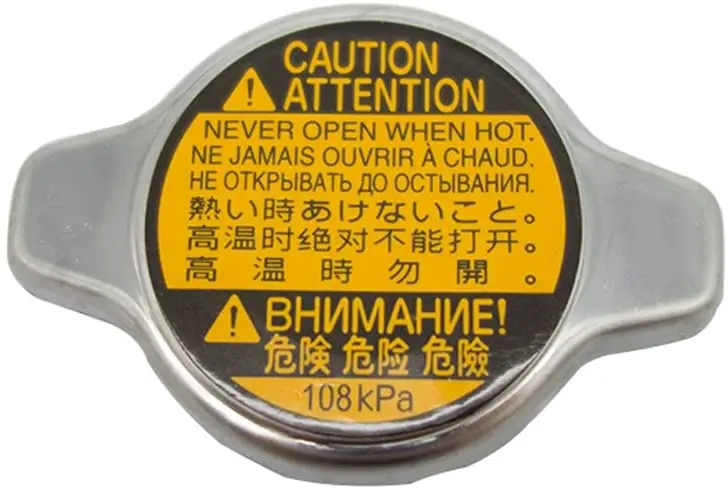 CAUTION
ATTENTION
NEVER OPEN WHEN HOT.
NE JAMAIS OUVRIR À CHAUD.
НЕ ОТКРЫВАТЬ ДО ОСТЫВАНИЯ.
熱い時あけないこと。
高温时绝对不能打开。
高溫時勿開。
ВНИМАНИЕ!
危険 危险 危險
108kPa